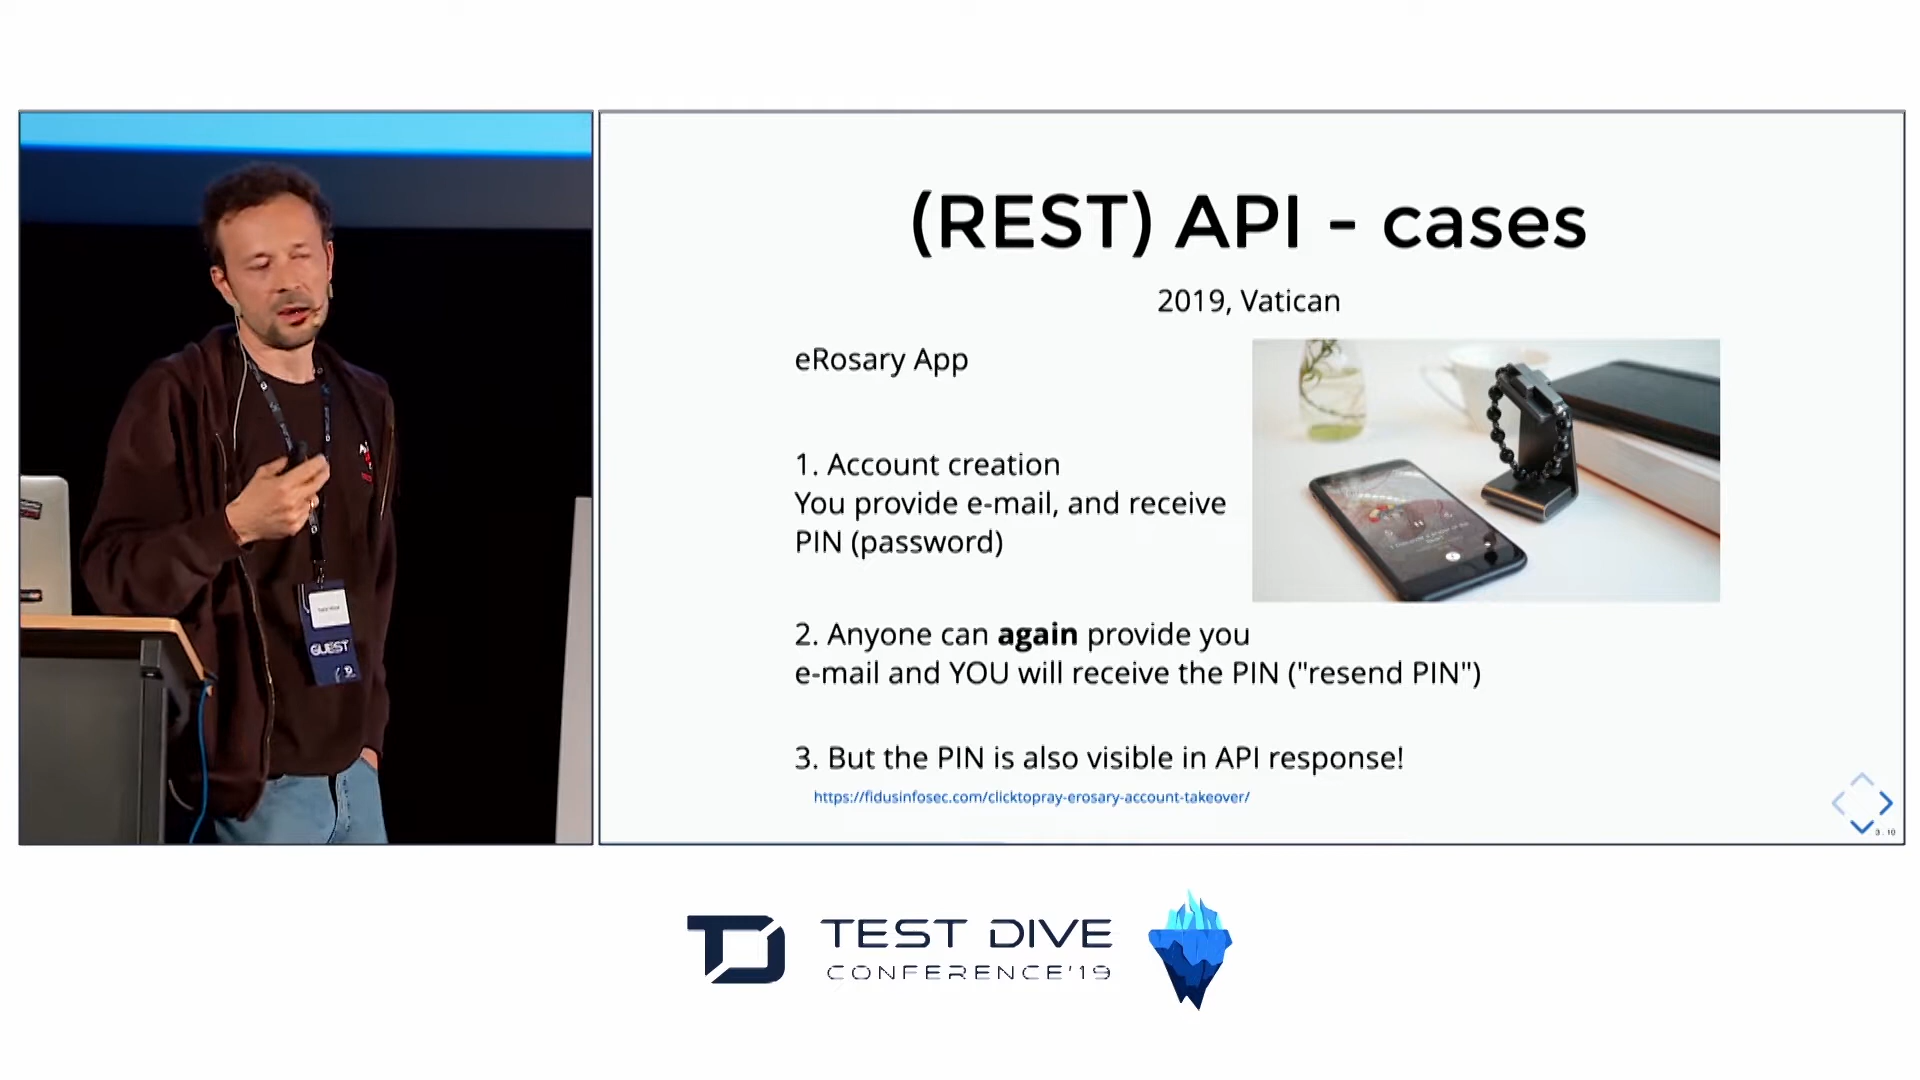 (REST) API - cases
2019, Vatican
eRosary App
1. Account creation
You provide e-mail, and receive
PIN (password)
2. Anyone can again provide you
e-mail and YOU will receive the PIN ("resend PIN")
3. But the PIN is also visible in API response!
https://fidusinfosec.com/clicktopray-erosary-account-takeover/
3.10
GUEST
TEST DIVE
CONFERENCE'19